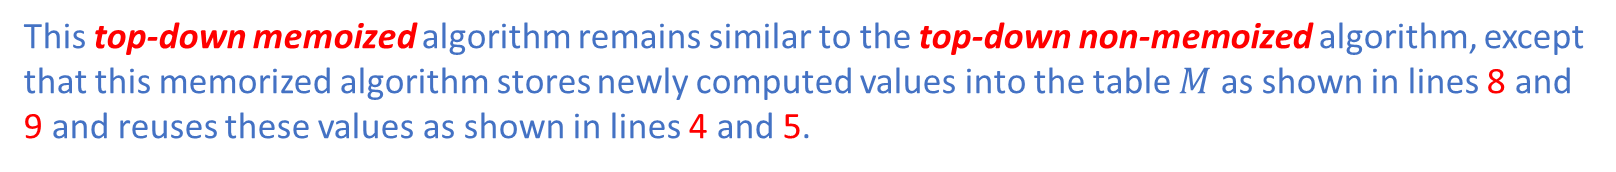 This top-down memoized algorithm remains similar to the top-down non-memoized algorithm, except
that this memorized algorithm stores newly computed values into the table M as shown in lines 8 and
9 and reuses these values as shown in lines 4 and 5.